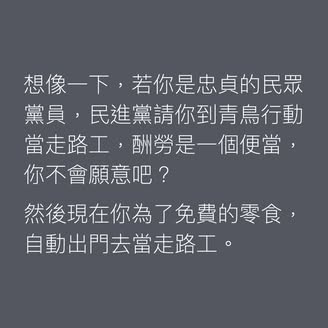 想像一下，若你是忠貞的民眾
黨員，民進黨請你到青鳥行動
當走路工，酬勞是一個便當，
你不會願意吧？
然後現在你為了免費的零食，
自動出門去當走路工。